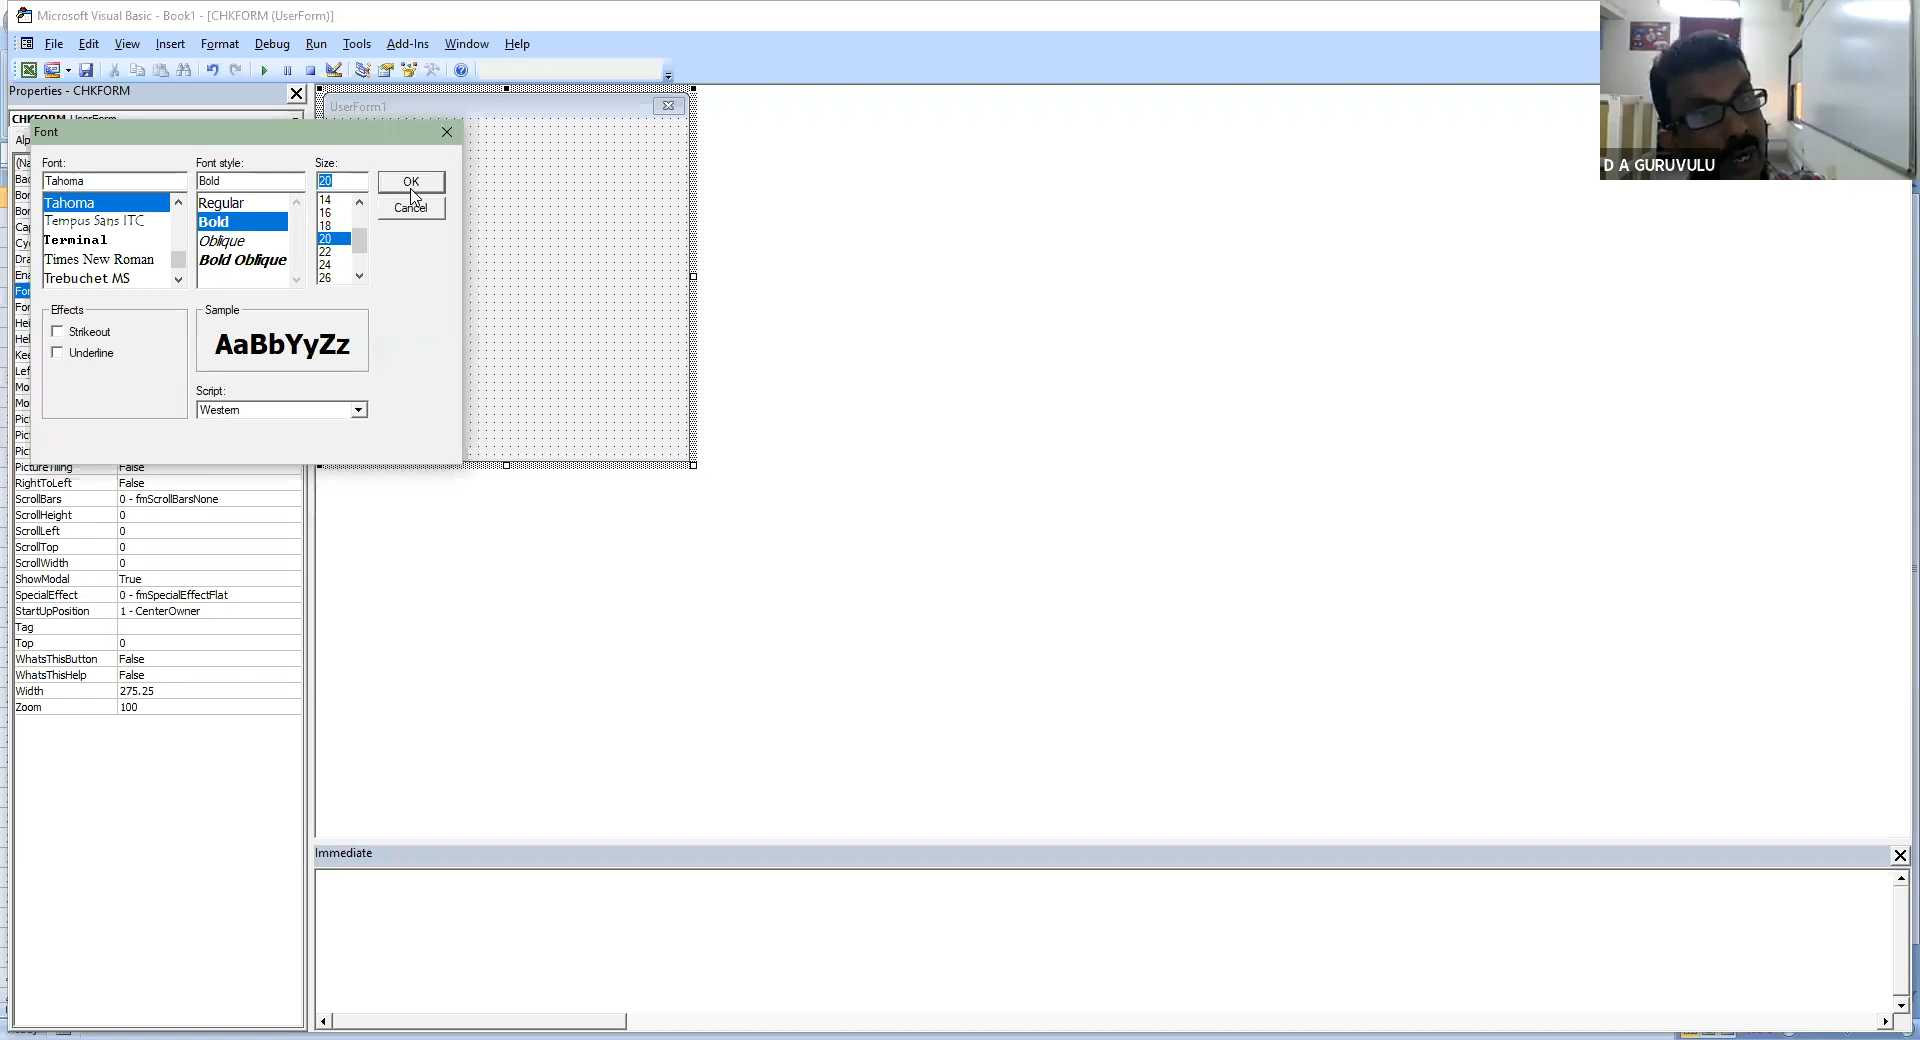 Microsoft Visual Basic - Book1 - [CHKFORM (UserForm)]
File Edit View Insert Format Debug Run Tools Add-Ins Window Help
Properties - CHKFORM
UserForm1
Font
Font: Font style: Size:
Tahoma Bold 20 OK
Tahoma Regular 14
Tempus Sans ITC Bold 16 Cancel
Terminal Oblique 18
Times New Roman Bold Oblique 20
Trebuchet MS 22
24
26
Effects Sample
Strikeout AaBbYyZz
Underline
Script:
Western
PictureTiling False
RightToLeft False
ScrollBars 0 - fmScrollBarsNone
ScrollHeight 0
ScrollLeft 0
ScrollTop 0
ScrollWidth 0
ShowModal True
SpecialEffect 0 - fmSpecialEffectFlat
StartUpPosition 1 - CenterOwner
Tag
Top 0
WhatsThisButton False
WhatsThisHelp False
Width 275.25
Zoom 100
Immediate
D A GURUVULU